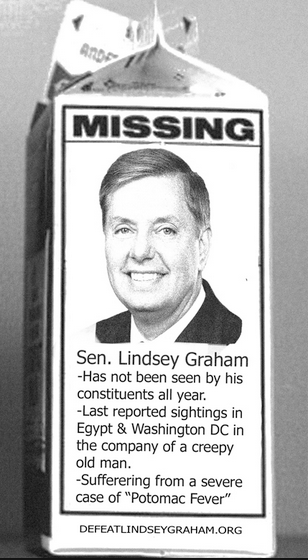 MISSING
Sen. Lindsey Graham
-Has not been seen by his
constituents all year.
-Last reported sightings in
Egypt & Washington DC in
the company of a creepy
old man.
-Sufferering from a severe
case of "Potomac Fever"
DEFEATLINDSEYGRAHAM.ORG